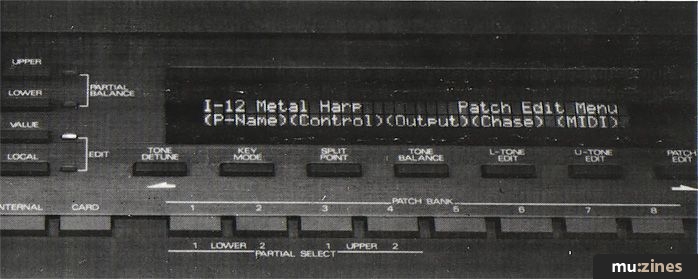 UPPER
PARTIAL
BALANCE
LOWER
VALUE
EDIT
LOCAL
I-12 Metal Harp Patch Edit Menu
(P-Name)(Control)(Output)(Chase) (MIDI)
TONE
DETUNE
KEY
MODE
SPLIT
POINT
TONE
BALANCE
L-TONE
EDIT
U-TONE
EDIT
PATCH
EDIT
NTERNAL CARD
PATCH BANK
1 2 3 4 5 6 7 8
1 LOWER 2 1 UPPER 2
PARTIAL SELECT
mu:zines